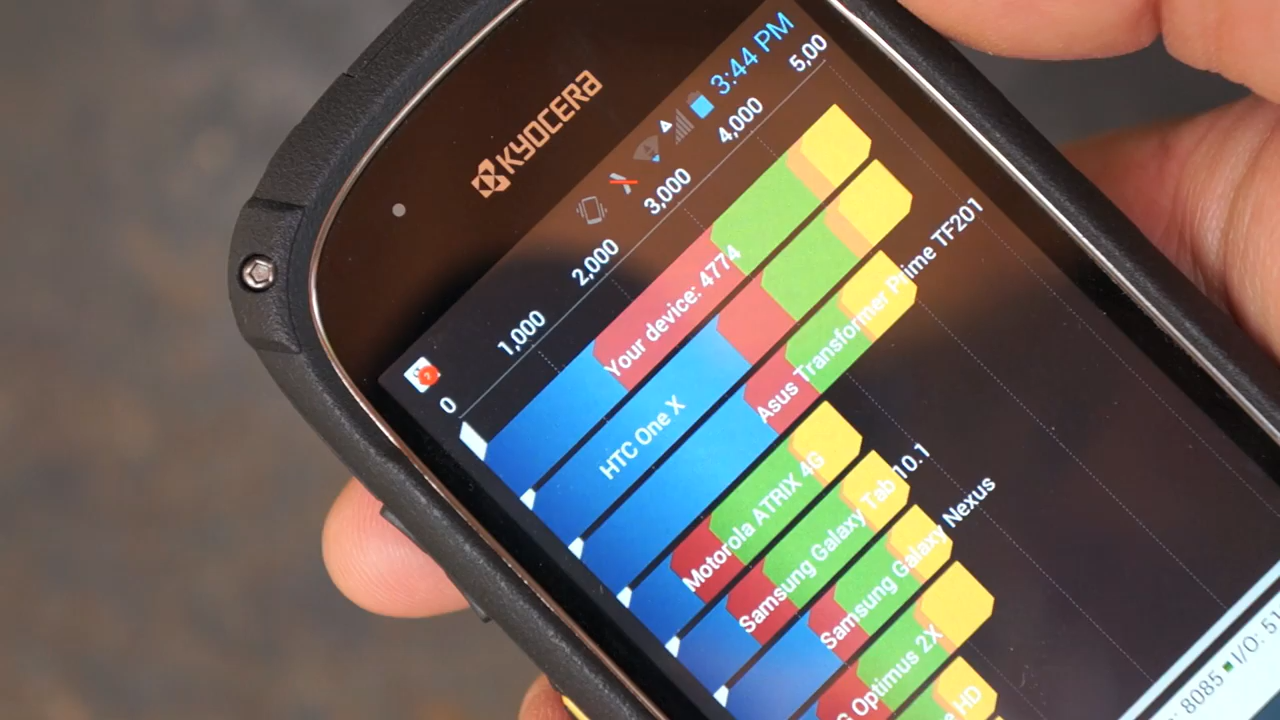 KYOCERA
3:44 PM
0 1,000 2,000 3,000 4,000 5,00
Your device: 4774
HTC One X
Asus Transformer Prime TF201
Motorola ATRIX 4G
Samsung Galaxy Tab 10.1
Samsung Galaxy Nexus
Optimus 2X
HD
8085 I/O: 51